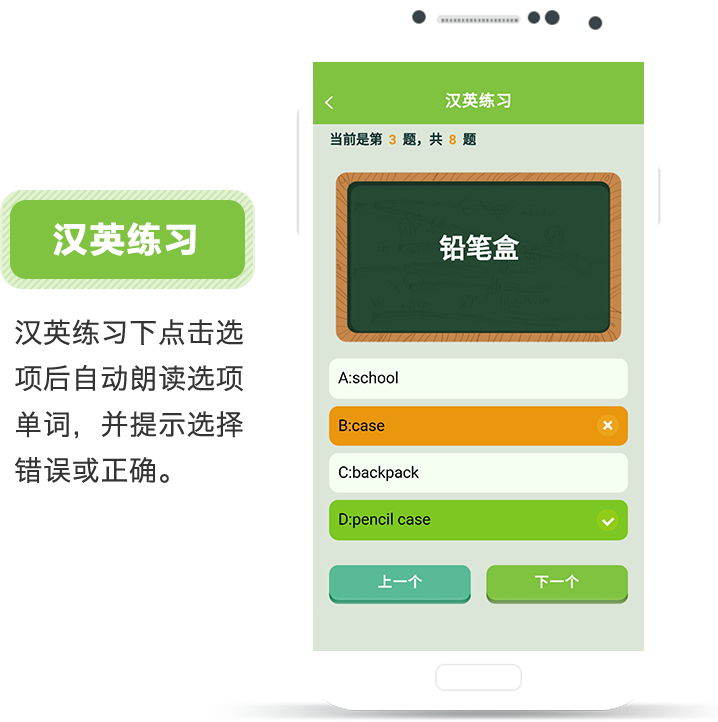 汉英练习
当前是第 3 题，共 8 题
铅笔盒
A:school
B:case
C:backpack
D:pencil case
上一个
下一个
汉英练习
汉英练习下点击选
项后自动朗读选项
单词，并提示选择
错误或正确。